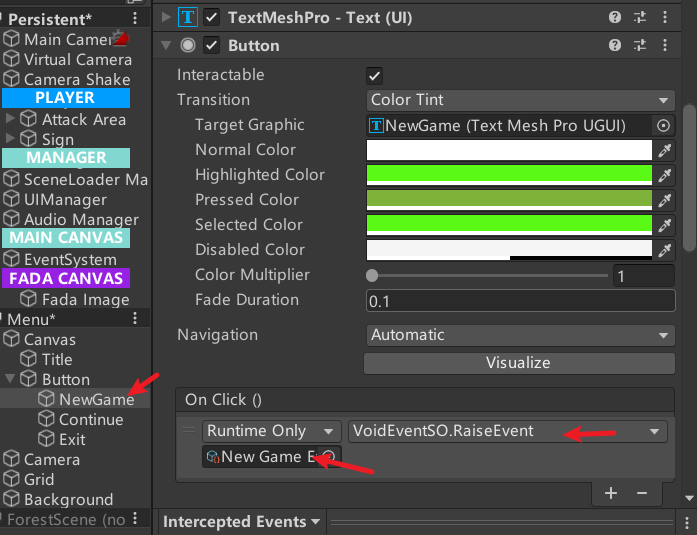 Persistent*
Main Camera
Virtual Camera
Camera Shake
PLAYER
Attack Area
Sign
MANAGER
SceneLoader Ma
UIManager
Audio Manager
MAIN CANVAS
EventSystem
FADA CANVAS
Fada Image
Menu*
Canvas
Title
Button
NewGame
Continue
Exit
Camera
Grid
Background
ForestScene (no
TextMeshPro - Text (UI)
Button
Interactable
Transition
Color Tint
Target Graphic
NewGame (Text Mesh Pro UGUI)
Normal Color
Highlighted Color
Pressed Color
Selected Color
Disabled Color
Color Multiplier
1
Fade Duration
0.1
Navigation
Automatic
Visualize
On Click ()
Runtime Only
VoidEventSO.RaiseEvent
New Game E
Intercepted Events